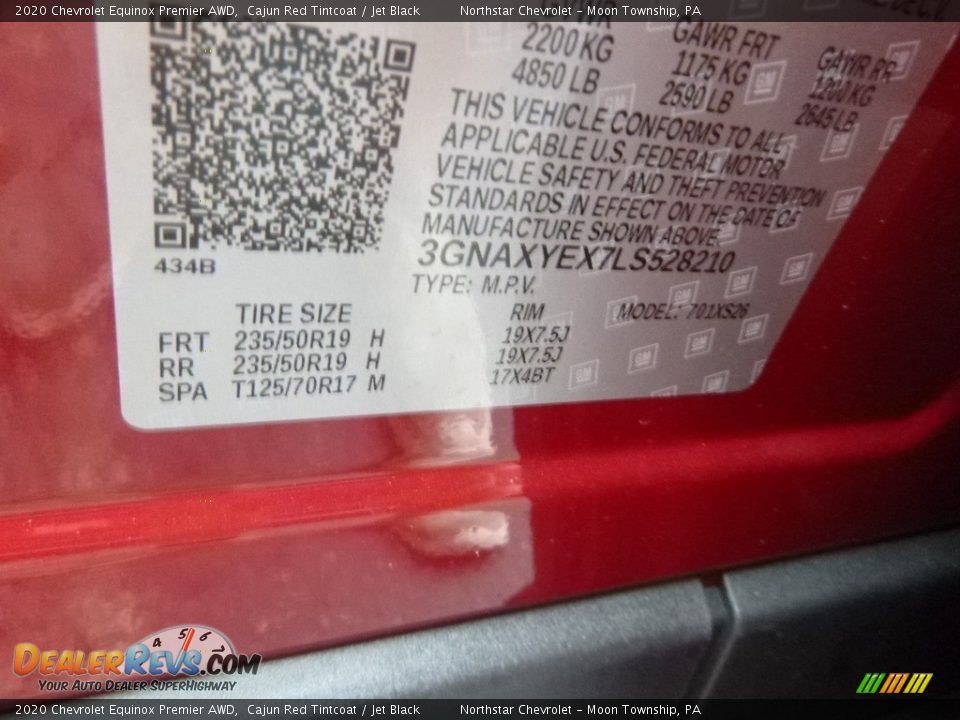 2020 Chevrolet Equinox Premier AWD,  Cajun Red Tintcoat / Jet Black          Northstar Chevrolet – Moon Township, PA
2200 KG
4850 LB
GAWR FRT
1175 KG
2590 LB
GAWR RR
1200 KG
2645 LB
THIS VEHICLE CONFORMS TO ALL
APPLICABLE U.S. FEDERAL MOTOR
VEHICLE SAFETY AND THEFT PREVENTION
STANDARDS IN EFFECT ON THE DATE OF
MANUFACTURE SHOWN ABOVE.
3GNAXYEX7LS528210
TYPE: M.P.V.
434B
TIRE SIZE RIM MODEL: 701XS26
FRT 235/50R19 H 19X7.5J
RR 235/50R19 H 19X7.5J
SPA T125/70R17 M 17X4BT
4 5 6
DealerRevs.com
Your Auto Dealer SuperHighway
2020 Chevrolet Equinox Premier AWD,  Cajun Red Tintcoat / Jet Black          Northstar Chevrolet – Moon Township, PA